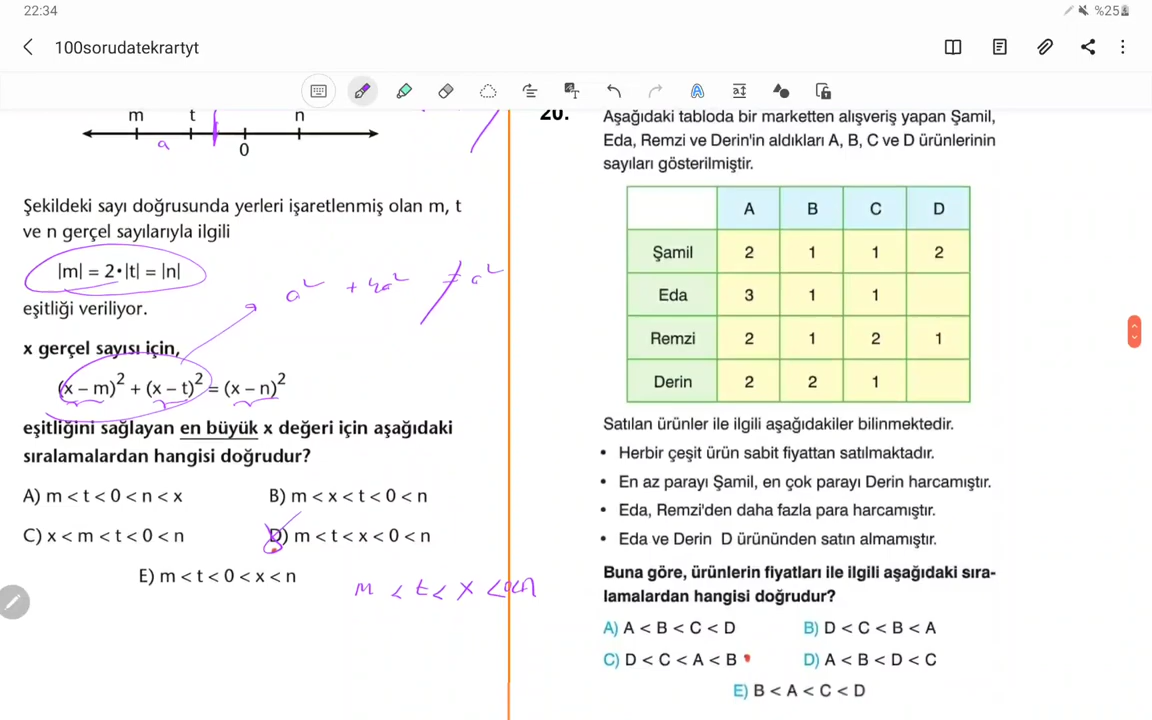 22:34
%25
100sorudatekrartyt
m t n
0
a
Şekildeki sayı doğrusunda yerleri işaretlenmiş olan m, t
ve n gerçel sayılarıyla ilgili
|m| = 2•|t| = |n|
eşitliği veriliyor.
x gerçel sayısı için,
(x – m)² + (x – t)² = (x – n)²
a² + 4a² = a²
eşitliğini sağlayan en büyük x değeri için aşağıdaki
sıralamalardan hangisi doğrudur?
A) m < t < 0 < n < x
B) m < x < t < 0 < n
C) x < m < t < 0 < n
D) m < t < x < 0 < n
E) m < t < 0 < x < n
m < t < x < 0 < n
20.
Aşağıdaki tabloda bir marketten alışveriş yapan Şamil,
Eda, Remzi ve Derin'in aldıkları A, B, C ve D ürünlerinin
sayıları gösterilmiştir.
A B C D
Şamil 2 1 1 2
Eda 3 1 1
Remzi 2 1 2 1
Derin 2 2 1
Satılan ürünler ile ilgili aşağıdakiler bilinmektedir.
• Herbir çeşit ürün sabit fiyattan satılmaktadır.
• En az parayı Şamil, en çok parayı Derin harcamıştır.
• Eda, Remzi'den daha fazla para harcamıştır.
• Eda ve Derin D ürününden satın almamıştır.
Buna göre, ürünlerin fiyatları ile ilgili aşağıdaki sıra-
lamalardan hangisi doğrudur?
A) A < B < C < D
B) D < C < B < A
C) D < C < A < B
D) A < B < D < C
E) B < A < C < D